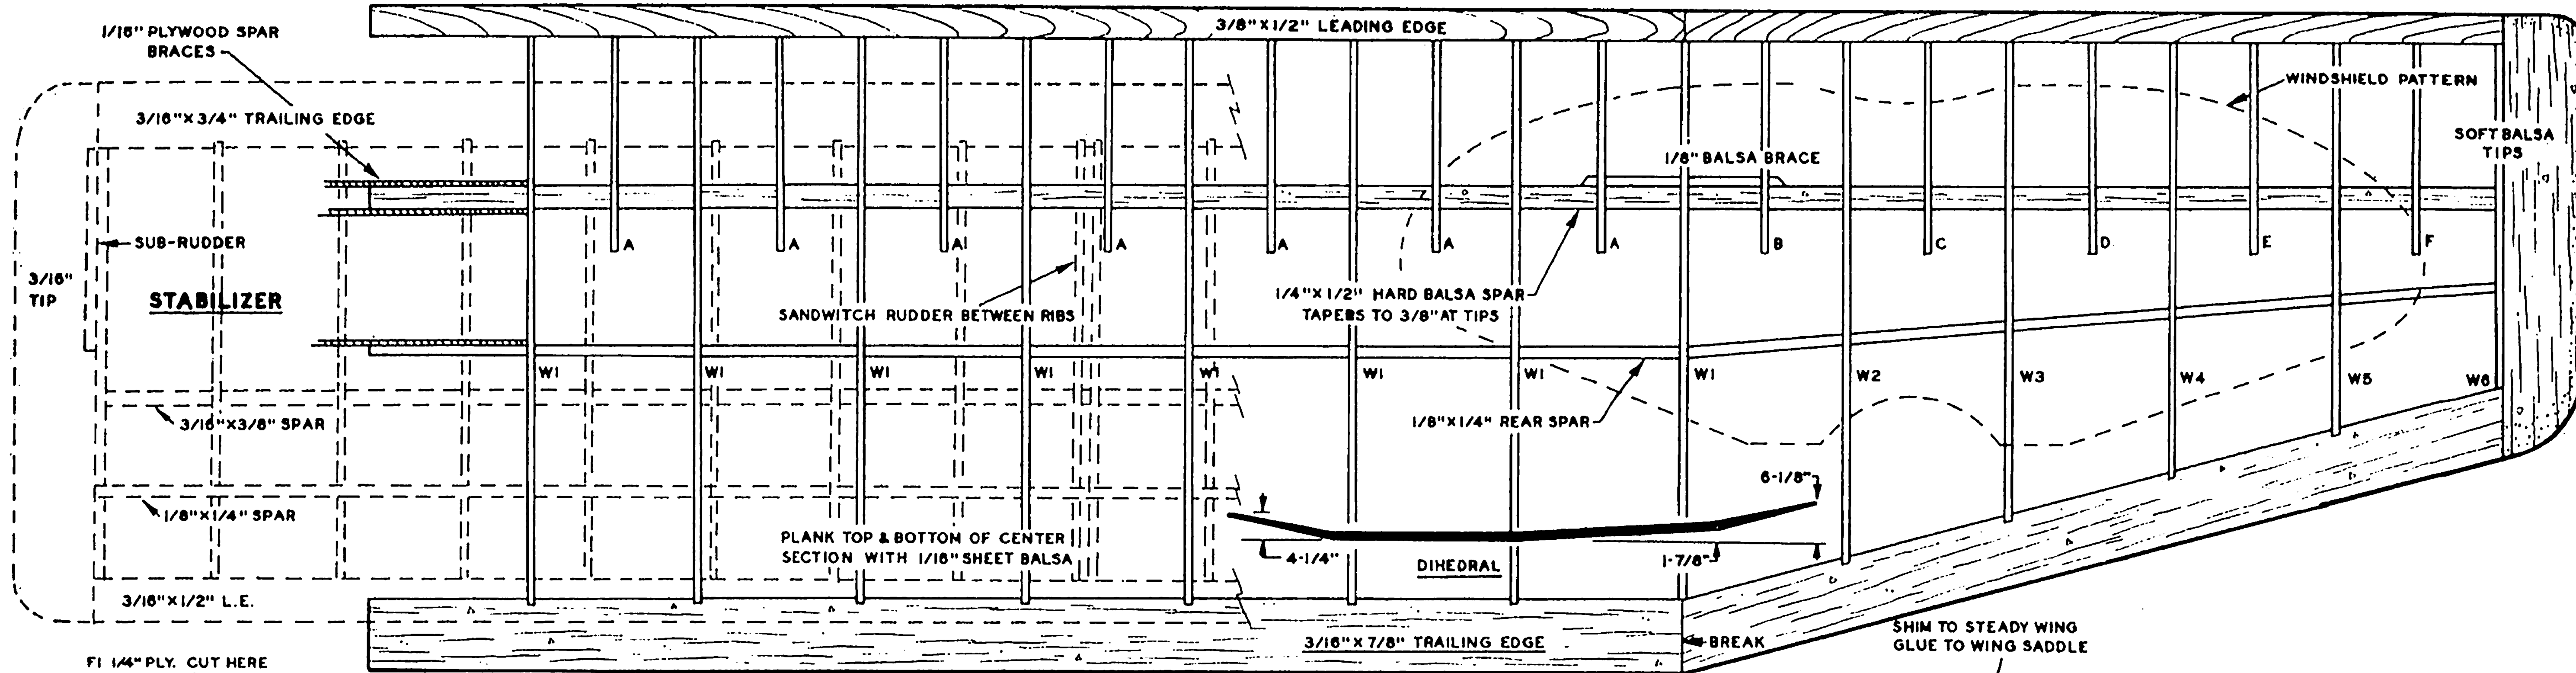 3/8"X1/2" LEADING EDGE
1/16" PLYWOOD SPAR
BRACES
WINDSHIELD PATTERN
3/16"X3/4" TRAILING EDGE
SOFT BALSA
TIPS
1/8" BALSA BRACE
SUB-RUDDER
A
A
A
A
A
A
A
B
C
D
E
F
3/16"
TIP
STABILIZER
1/4"X1/2" HARD BALSA SPAR
TAPERS TO 3/8" AT TIPS
SANDWITCH RUDDER BETWEEN RIBS
W1
W1
W1
W1
W1
W1
W1
W1
W2
W3
W4
W5
W6
3/16"X3/8" SPAR
1/8"X1/4" REAR SPAR
6-1/8"
1/8"X1/4" SPAR
PLANK TOP & BOTTOM OF CENTER
SECTION WITH 1/16" SHEET BALSA
4-1/4"
DIHEDRAL
1-7/8"
3/16"X1/2" L.E.
3/16"X7/8" TRAILING EDGE
BREAK
SHIM TO STEADY WING
GLUE TO WING SADDLE
F1 1/4" PLY. CUT HERE